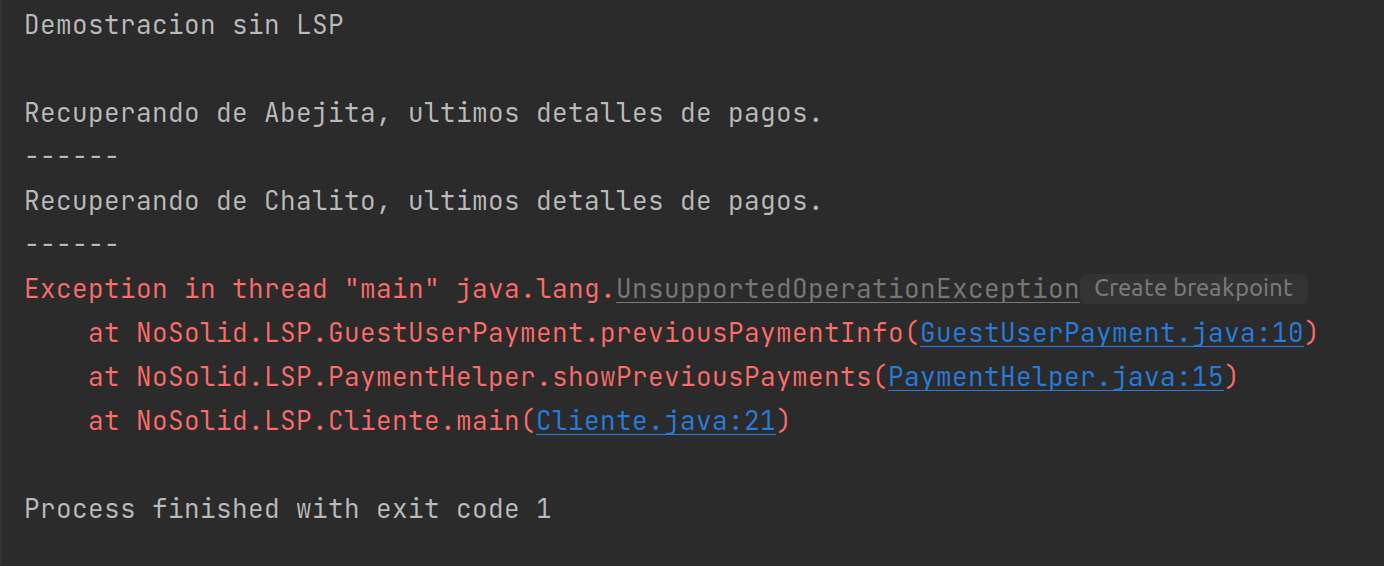 Demostracion sin LSP
Recuperando de Abejita, ultimos detalles de pagos.
------
Recuperando de Chalito, ultimos detalles de pagos.
------
Exception in thread "main" java.lang.UnsupportedOperationException Create breakpoint
at NoSolid.LSP.GuestUserPayment.previousPaymentInfo(GuestUserPayment.java:10)
at NoSolid.LSP.PaymentHelper.showPreviousPayments(PaymentHelper.java:15)
at NoSolid.LSP.Cliente.main(Cliente.java:21)
Process finished with exit code 1